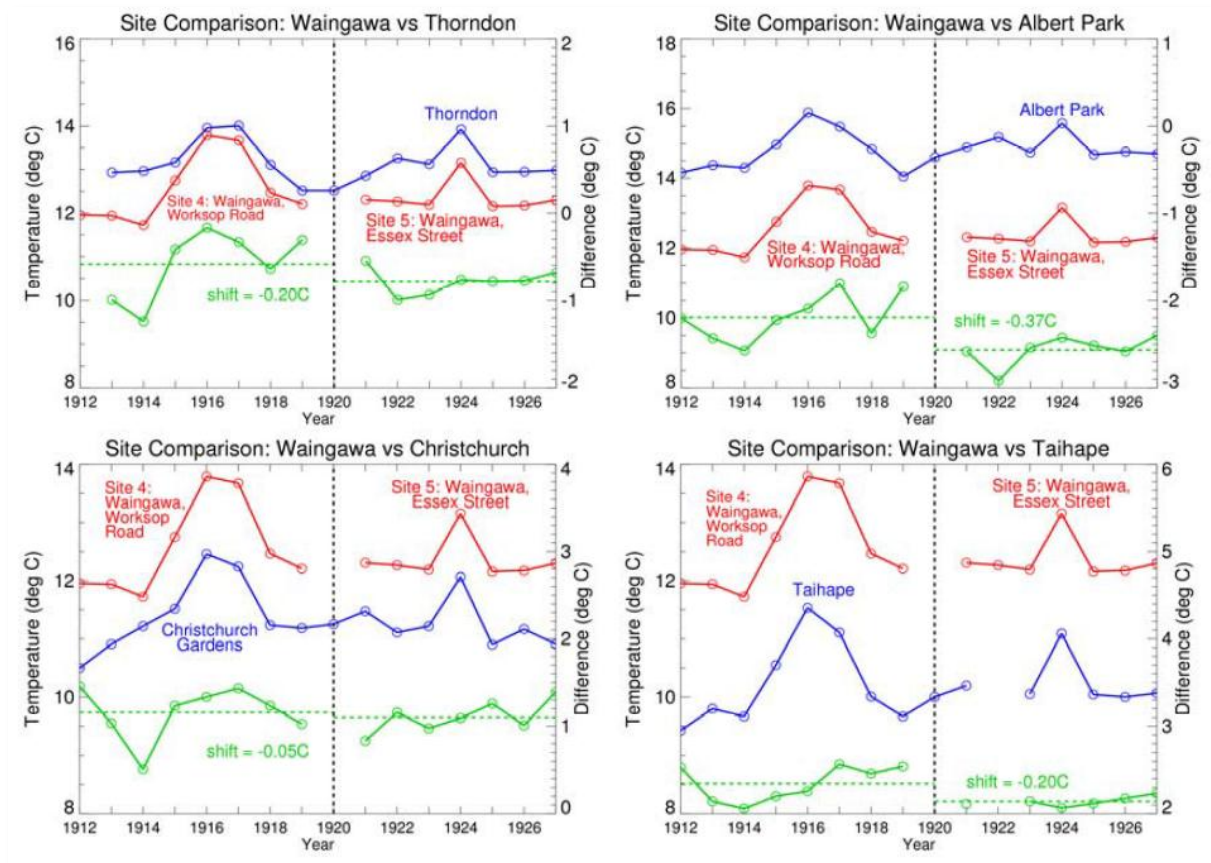 Site Comparison: Waingawa vs Thorndon
16
14
12
10
8
Temperature (deg C)
2
1
0
-1
-2
Difference (deg C)
Thorndon
Site 4: Waingawa,
Worksop Road
Site 5: Waingawa,
Essex Street
shift = -0.20C
1912 1914 1916 1918 1920 1922 1924 1926
Year
Site Comparison: Waingawa vs Albert Park
18
16
14
12
10
8
Temperature (deg C)
1
0
-1
-2
-3
Difference (deg C)
Albert Park
Site 4: Waingawa,
Worksop Road
Site 5: Waingawa,
Essex Street
shift = -0.37C
1912 1914 1916 1918 1920 1922 1924 1926
Year
Site Comparison: Waingawa vs Christchurch
14
12
10
8
Temperature (deg C)
4
3
2
1
0
Difference (deg C)
Site 4:
Waingawa,
Worksop
Road
Site 5: Waingawa,
Essex Street
Christchurch
Gardens
shift = -0.05C
1912 1914 1916 1918 1920 1922 1924 1926
Year
Site Comparison: Waingawa vs Taihape
14
12
10
8
Temperature (deg C)
6
5
4
3
2
Difference (deg C)
Site 4:
Waingawa,
Worksop
Road
Site 5: Waingawa,
Essex Street
Taihape
shift = -0.20C
1912 1914 1916 1918 1920 1922 1924 1926
Year